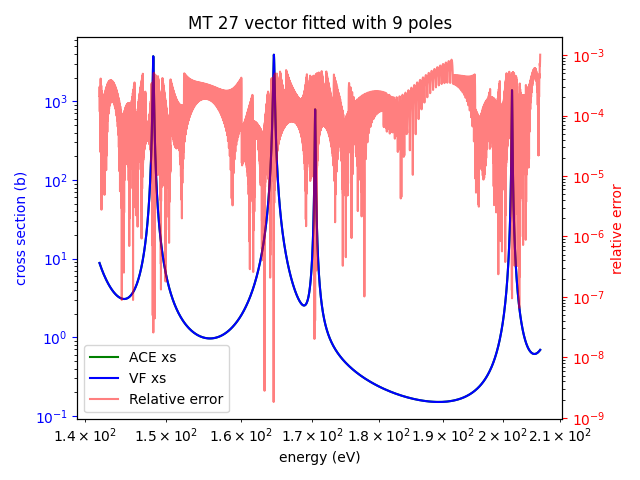 MT 27 vector fitted with 9 poles
cross section (b)
10³
10²
10¹
10⁰
10⁻¹
10⁻³
10⁻⁴
10⁻⁵
10⁻⁶
10⁻⁷
10⁻⁸
10⁻⁹
relative error
ACE xs
VF xs
Relative error
1.4 × 10² 1.5 × 10² 1.6 × 10² 1.7 × 10² 1.8 × 10² 1.9 × 10² 2 × 10² 2.1 × 10²
energy (eV)